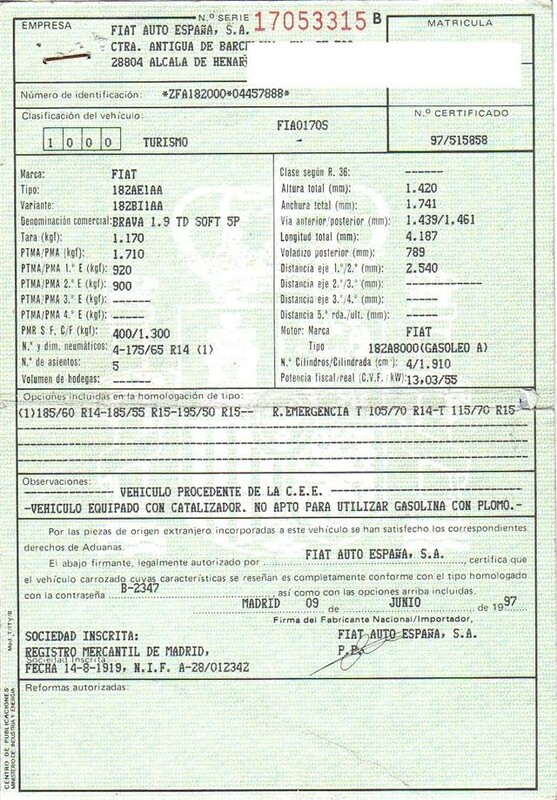 EMPRESA
N.º SERIE 17053315 B
MATRICULA
FIAT AUTO ESPAÑA, S.A.
CTRA. ANTIGUA DE
28804 ALCALA DE HENAR
Número de identificación: *ZFA182000*04457888*
N.º CERTIFICADO
97/515858
Clasificación del vehículo:
FIA0170S
1 0 0 0 TURISMO -
Marca: FIAT
Tipo: 182AE1AA
Variante: 182BI1AA
Denominación comercial: BRAVA 1.9 TD SOFT 5P
Tara (kgf): 1.170
PTMA/PMA (kgf): 1.710
PTMA/PMA 1.º E (kgf): 920
PTMA/PMA 2.º E (kgf): 900
PTMA/PMA 3.º E (kgf): ------
PTMA/PMA 4.º E (kgf): ------
PMR S F, C/F (kgf): 400/1.300
N.º y dim. neumáticos: 4-175/65 R14 (1)
N.º de asientos: 5
Volumen de bodegas: ------
Clase según R. 36: ------
Altura total (mm): 1.420
Anchura total (mm): 1.741
Vía anterior/posterior (mm): 1.439/1.461
Longitud total (mm): 4.187
Voladizo posterior (mm): 789
Distancia eje 1.º/2.º (mm): 2.540
Distancia eje 2.º/3.º (mm): ------------
Distancia eje 3.º/4.º (mm): ------
Distancia 5.ª rda./ult. (mm): ------
Motor: Marca FIAT
Tipo 182A8000(GASOLEO A)
N.º Cilindros/Cilindrada (cm³) 4/1.910
Potencia fiscal/real (C.V.F./kW): 13,03/55
Opciones incluidas en la homologación de tipo:
(1)185/60 R14-185/55 R15-195/50 R15-- R.EMERGENCIA T 105/70 R14-T 115/70 R15
Observaciones:
VEHICULO PROCEDENTE DE LA C.E.E.
-VEHICULO EQUIPADO CON CATALIZADOR. NO APTO PARA UTILIZAR GASOLINA CON PLOMO.-
Por las piezas de origen extranjero incorporadas a este vehículo se han satisfecho los correspondientes
derechos de Aduanas.
El abajo firmante, legalmente autorizado por FIAT AUTO ESPAÑA, S.A., certifica que
el vehículo carrozado cuyas características se reseñan es completamente conforme con el tipo homologado
con la contraseña B-2347, así como con las opciones arriba incluidas.
MADRID 09 de JUNIO de 1997
Firma del Fabricante Nacional/Importador,
SOCIEDAD INSCRITA:
REGISTRO MERCANTIL DE MADRID,
Sociedad Inscrita
FECHA 14-8-1919, N.I.F. A-28/012342
FIAT AUTO ESPAÑA, S.A.
P.P.
Reformas autorizadas:
Mod. T/ITV/B
CENTRO DE PUBLICACIONES
MINISTERIO DE INDUSTRIA Y ENERGIA